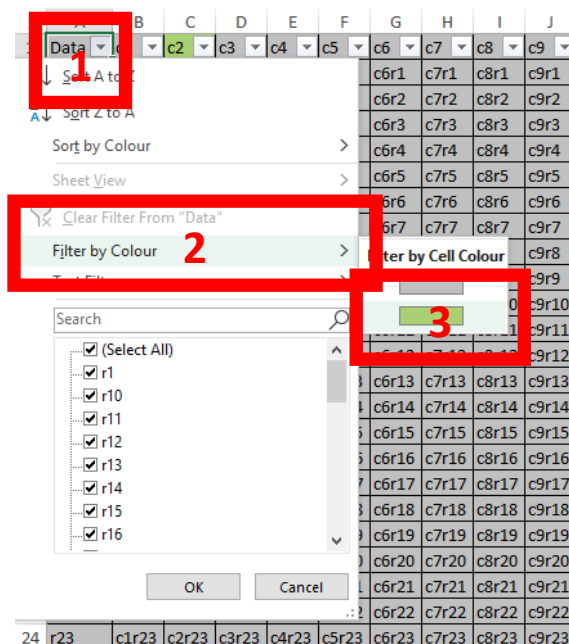 B C D E F G H I J
Data c2 c3 c4 c5 c6 c7 c8 c9
1
Sort A to Z c6r1 c7r1 c8r1 c9r1
c6r2 c7r2 c8r2 c9r2
Sort Z to A c6r3 c7r3 c8r3 c9r3
Sort by Colour > c6r4 c7r4 c8r4 c9r4
Sheet View > c6r5 c7r5 c8r5 c9r5
Clear Filter From "Data" c7r6 c8r6 c9r6
c7r7 c8r7 c9r7
Filter by Colour 2 > by Cell Colour c9r8
c9r9
c9r10
Search 3 c9r11
(Select All) c9r12
r1 c6r13 c7r13 c8r13 c9r13
r10 c6r14 c7r14 c8r14 c9r14
r11 c6r15 c7r15 c8r15 c9r15
r12 c6r16 c7r16 c8r16 c9r16
r13 c6r17 c7r17 c8r17 c9r17
r14 c6r18 c7r18 c8r18 c9r18
r15 c6r19 c7r19 c8r19 c9r19
r16 c6r20 c7r20 c8r20 c9r20
OK Cancel c6r21 c7r21 c8r21 c9r21
c6r22 c7r22 c8r22 c9r22
24 r23 c1r23 c2r23 c3r23 c4r23 c5r23 c6r23 c7r23 c8r23 c9r23